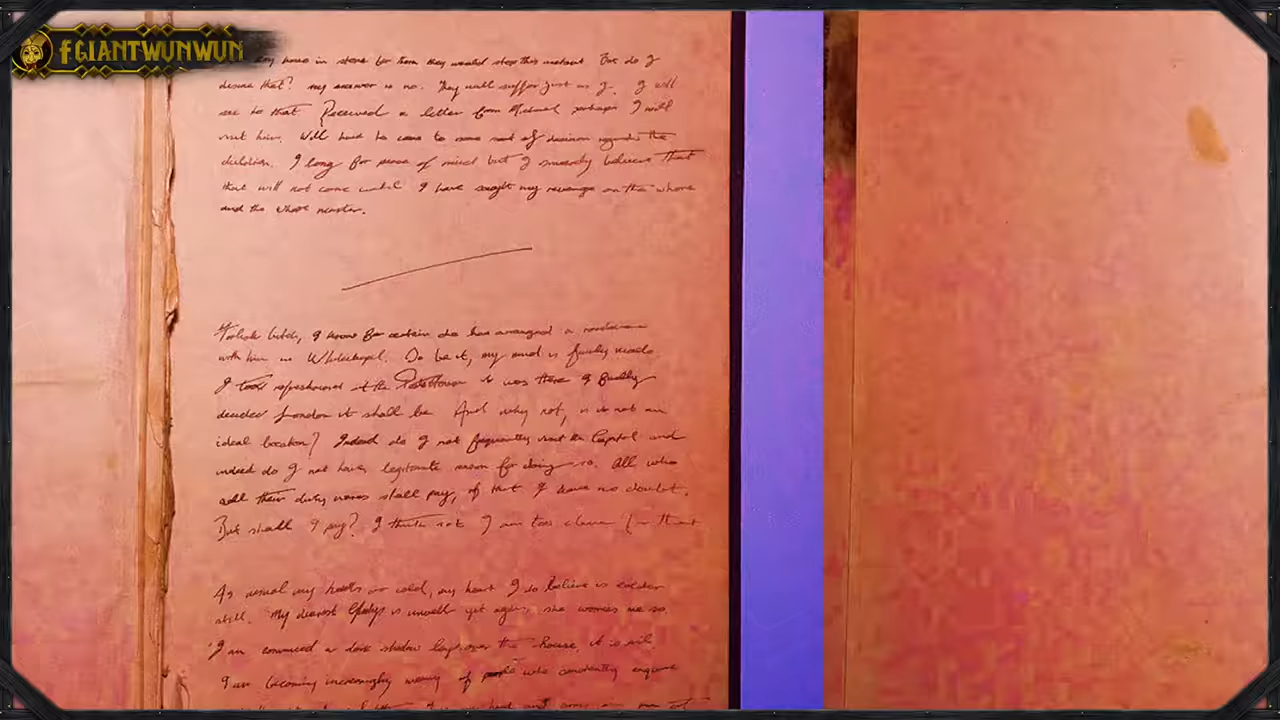 FGIANTWUNWUN
have in store for them they would stop this instant. But do I
desire that? my answer is no. They will suffer just as I. I will
see to that. Received a letter from Michael perhaps I will
visit him. Will have to come to some sort of decision regards the
children. I long for peace of mind but I sincerely believe that
that will not come until I have sought my revenge on the whore
and the whore master.
Foolish bitch, I know for certain she has arranged a
with him in Whitechapel. So be it, my mind is firmly made.
I took refreshment at the Poste House it was there I finally
decided London it shall be. And why not, is it not an
ideal location? Indeed do I not frequently visit the Capitol and
indeed do I not have legitimate reason for doing so. All who
sell their dirty wares shall pay, of that I have no doubt.
But shall I pay? I think not I am too clever for that
As usual my hands are cold, my heart I do believe is colder
still. My dearest Gladys is unwell yet again, she worries me so.
I am convinced a dark shadow lays over the house, it is evil
I am becoming increasingly weary of people who constantly enquire